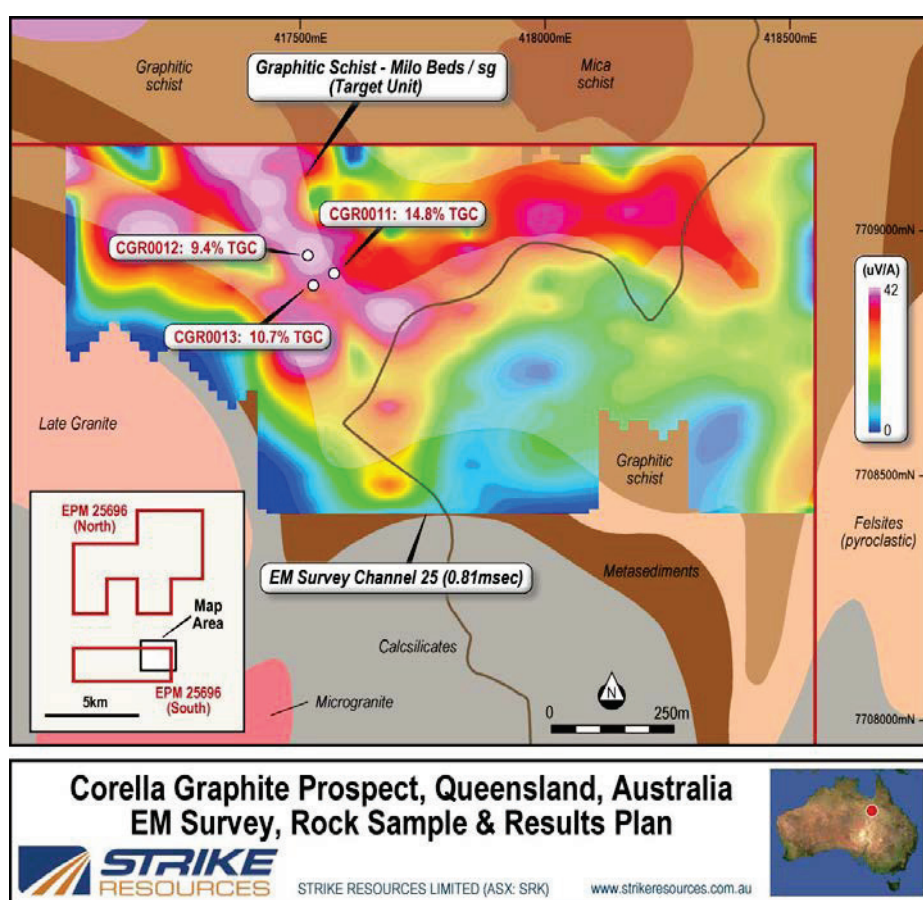 417500mE
418000mE
418500mE
Graphitic
schist
Graphitic Schist - Milo Beds / sg
(Target Unit)
Mica
schist
CGR0011: 14.8% TGC
CGR0012: 9.4% TGC
7709000mN
(uV/A)
42
0
CGR0013: 10.7% TGC
Late Granite
Graphitic
schist
7708500mN
EPM 25696
(North)
Felsites
(pyroclastic)
EM Survey Channel 25 (0.81msec)
Metasediments
Map
Area
Calcsilicates
EPM 25696
(South)
5km
Microgranite
N
0
250m
7708000mN
Corella Graphite Prospect, Queensland, Australia
EM Survey, Rock Sample & Results Plan
STRIKE
RESOURCES
STRIKE RESOURCES LIMITED (ASX: SRK)
www.strikeresources.com.au